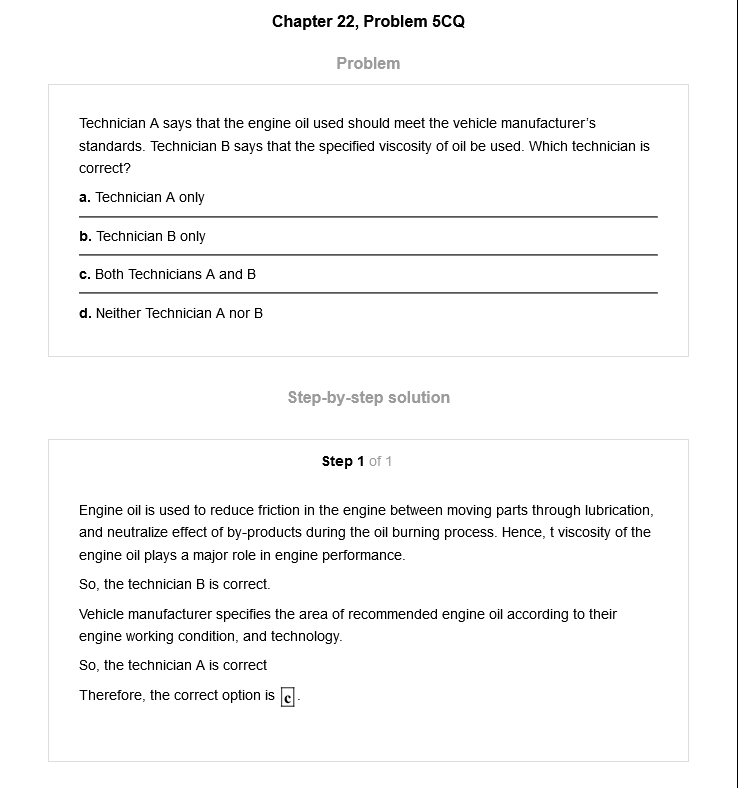 Chapter 22, Problem 5CQ
Problem
Technician A says that the engine oil used should meet the vehicle manufacturer's
standards. Technician B says that the specified viscosity of oil be used. Which technician is
correct?
a. Technician A only
b. Technician B only
c. Both Technicians A and B
d. Neither Technician A nor B
Step-by-step solution
Step 1 of 1
Engine oil is used to reduce friction in the engine between moving parts through lubrication,
and neutralize effect of by-products during the oil burning process. Hence, t viscosity of the
engine oil plays a major role in engine performance.
So, the technician B is correct.
Vehicle manufacturer specifies the area of recommended engine oil according to their
engine working condition, and technology.
So, the technician A is correct
Therefore, the correct option is c.